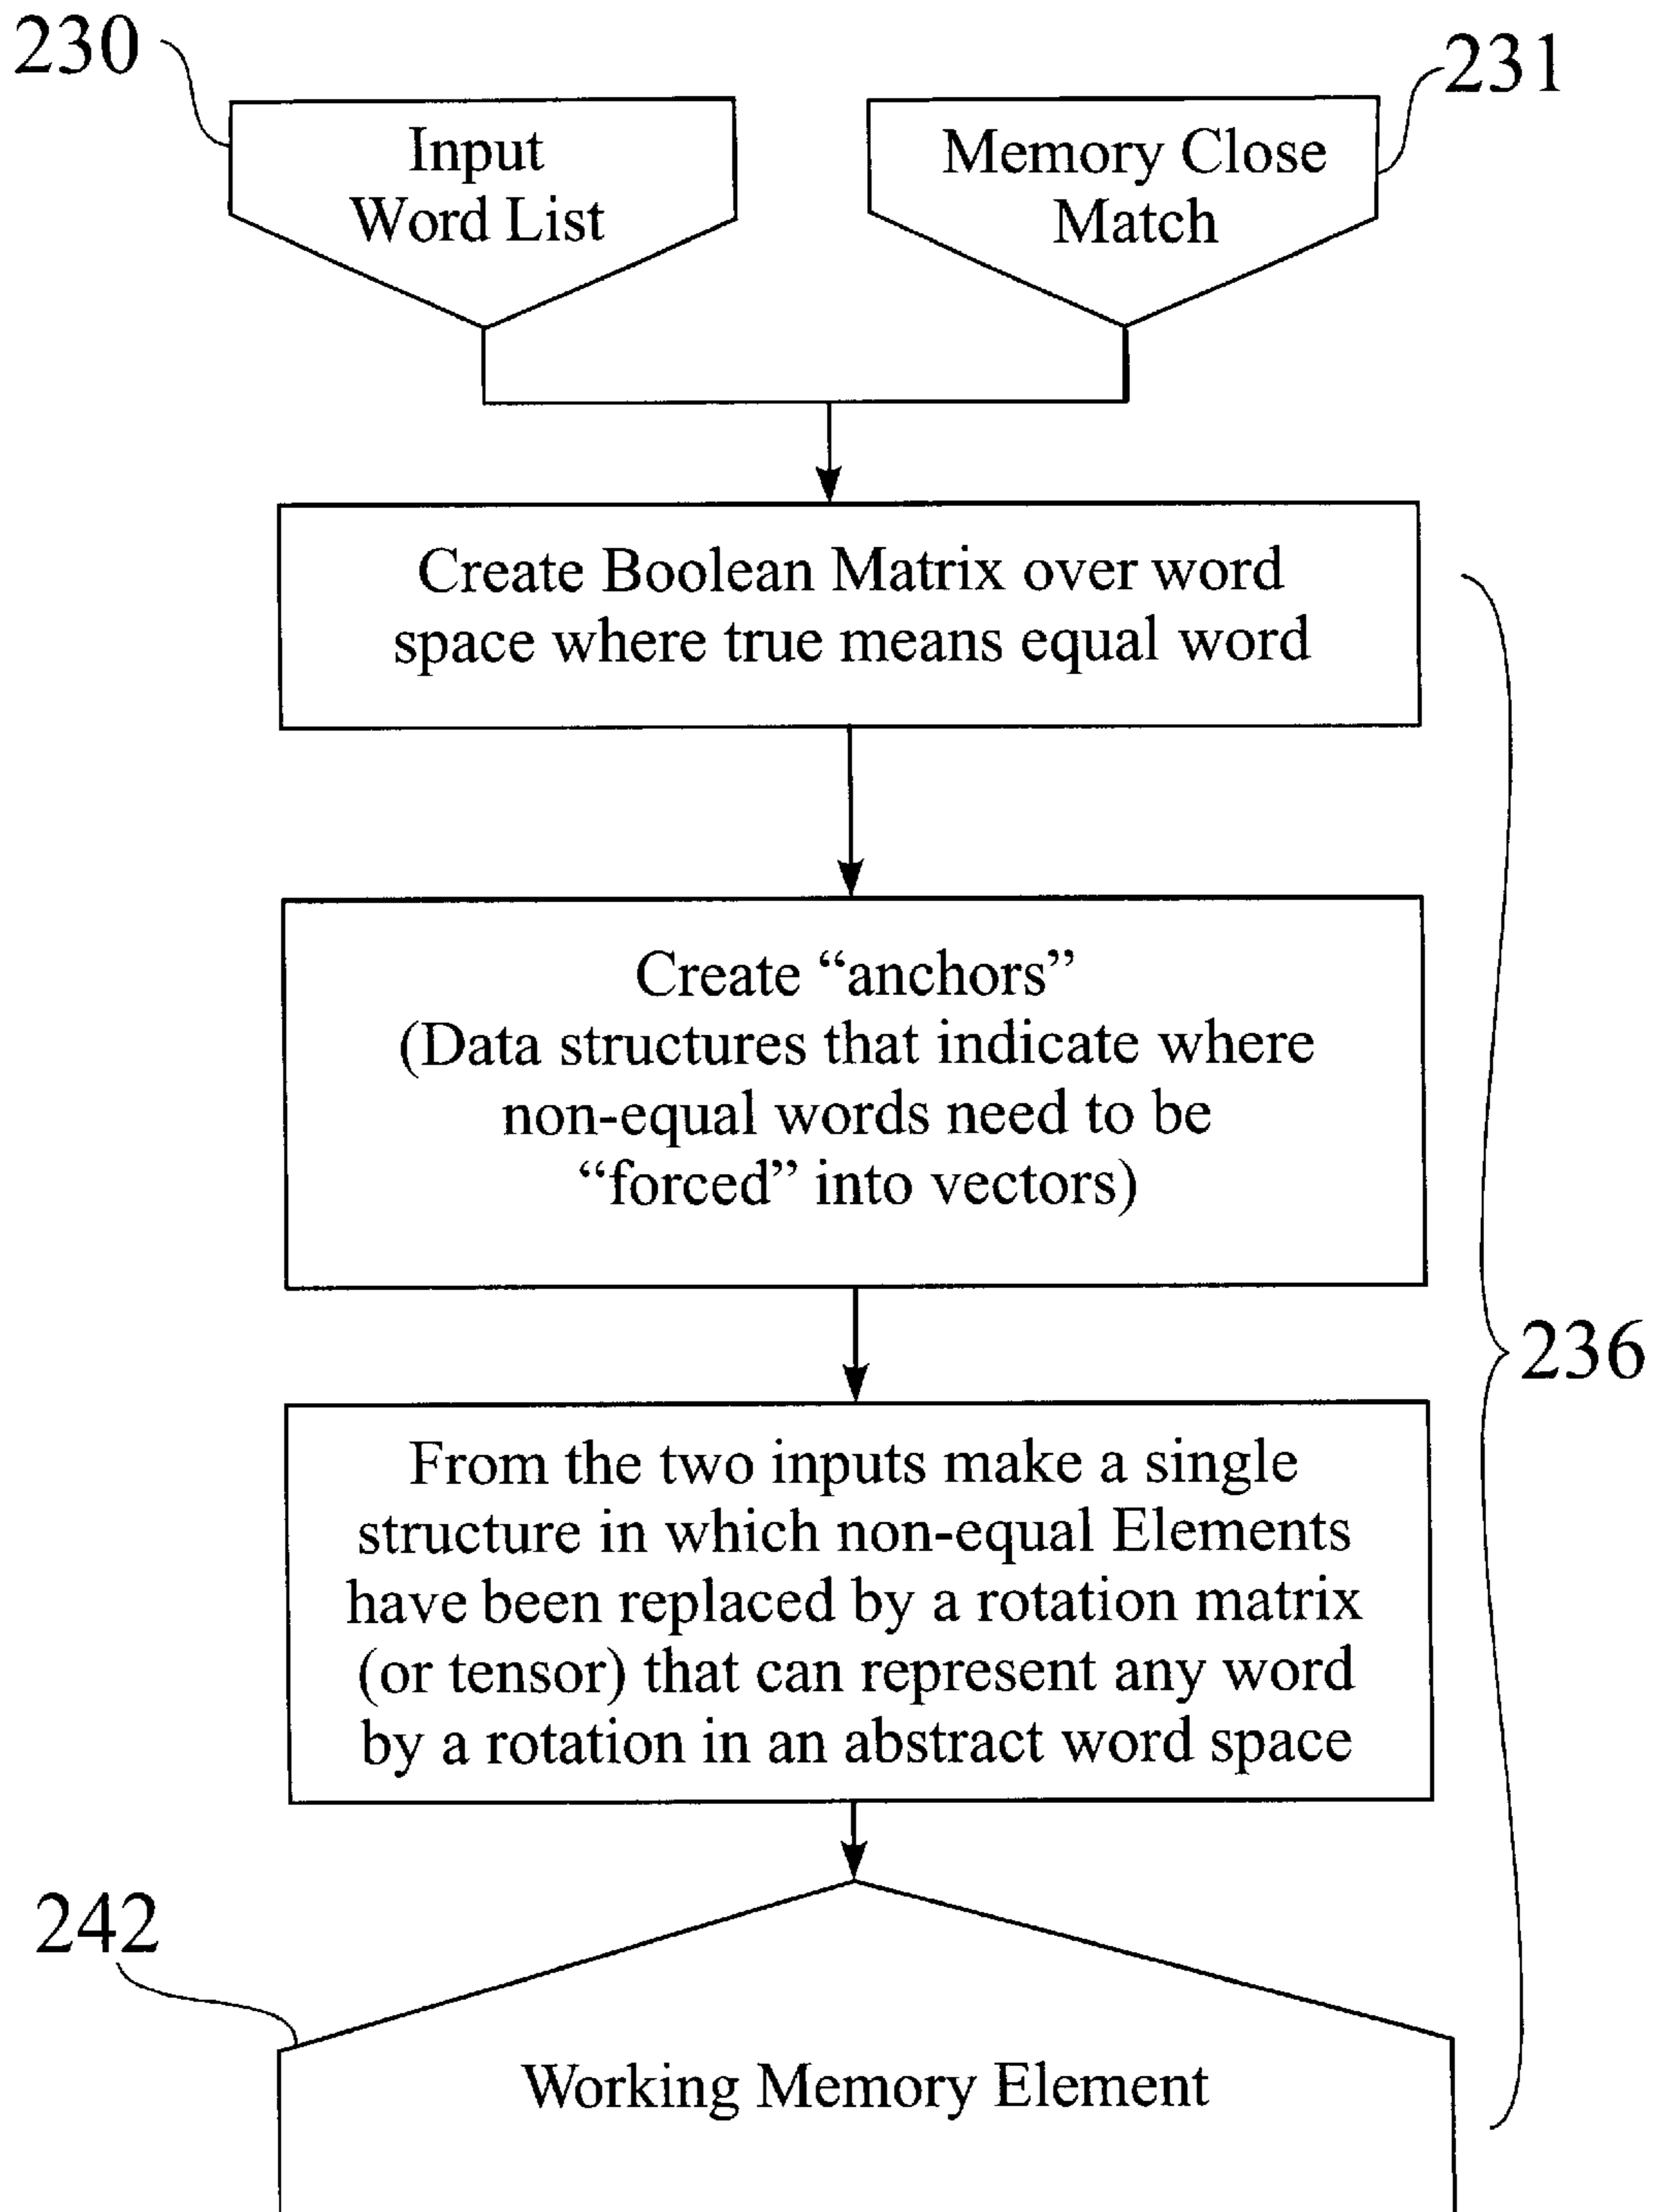 230
231
Input
Word List
Memory Close
Match
Create Boolean Matrix over word
space where true means equal word
Create “anchors”
(Data structures that indicate where
non-equal words need to be
“forced” into vectors)
236
From the two inputs make a single
structure in which non-equal Elements
have been replaced by a rotation matrix
(or tensor) that can represent any word
by a rotation in an abstract word space
242
Working Memory Element